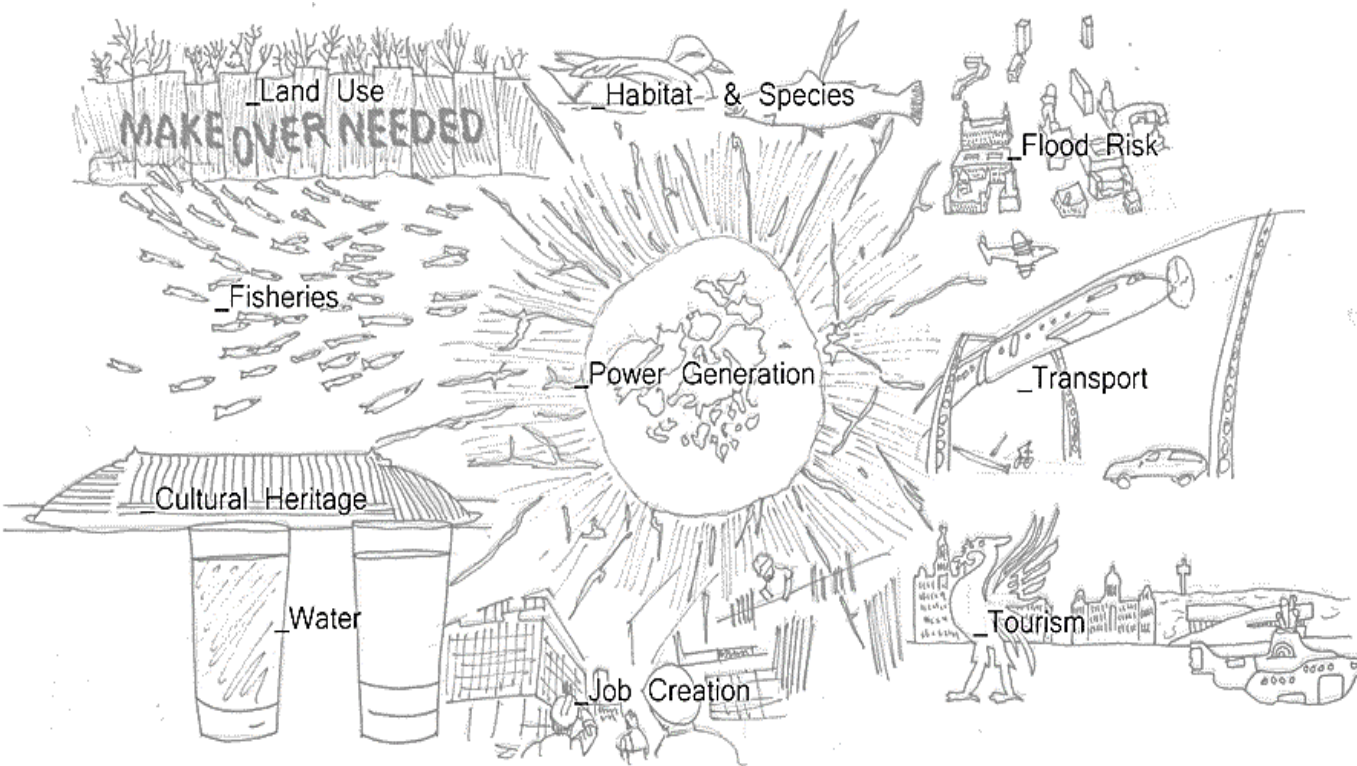 _Land Use
MAKE OVER NEEDED
_Habitat & Species
_Flood Risk
_Fisheries
_Power Generation
_Transport
_Cultural Heritage
_Water
_Tourism
_Job Creation